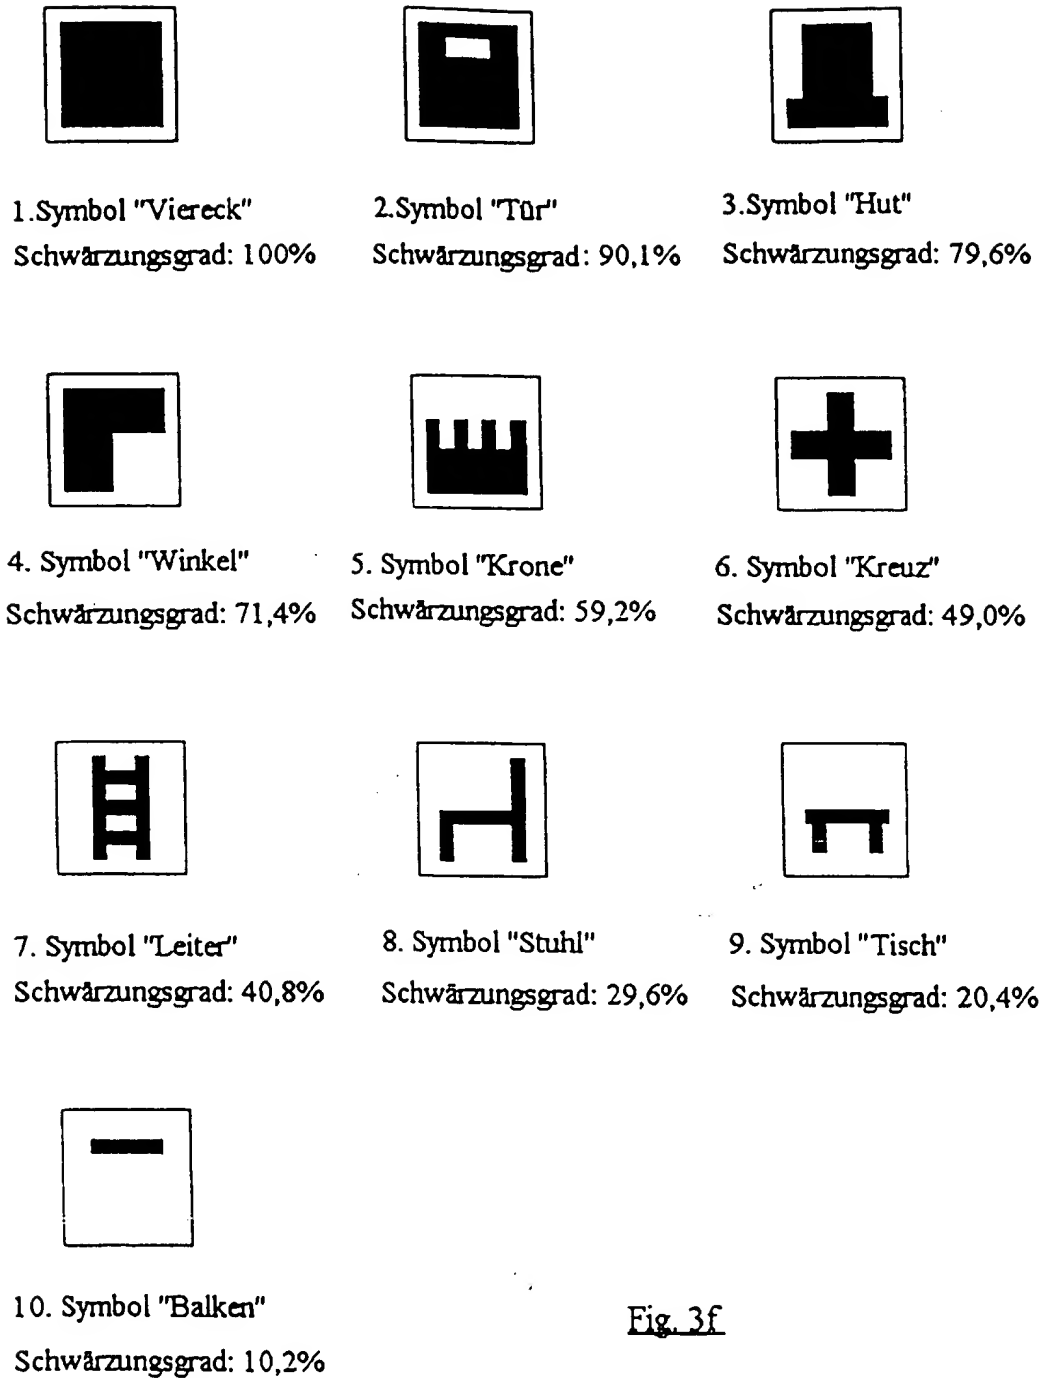 1.Symbol "Viereck"
Schwärzungsgrad: 100%
2.Symbol "Tür"
Schwärzungsgrad: 90,1%
3.Symbol "Hut"
Schwärzungsgrad: 79,6%
4. Symbol "Winkel"
Schwärzungsgrad: 71,4%
5. Symbol "Krone"
Schwärzungsgrad: 59,2%
6. Symbol "Kreuz"
Schwärzungsgrad: 49,0%
7. Symbol "Leiter"
Schwärzungsgrad: 40,8%
8. Symbol "Stuhl"
Schwärzungsgrad: 29,6%
9. Symbol "Tisch"
Schwärzungsgrad: 20,4%
10. Symbol "Balken"
Schwärzungsgrad: 10,2%
Fig. 3f